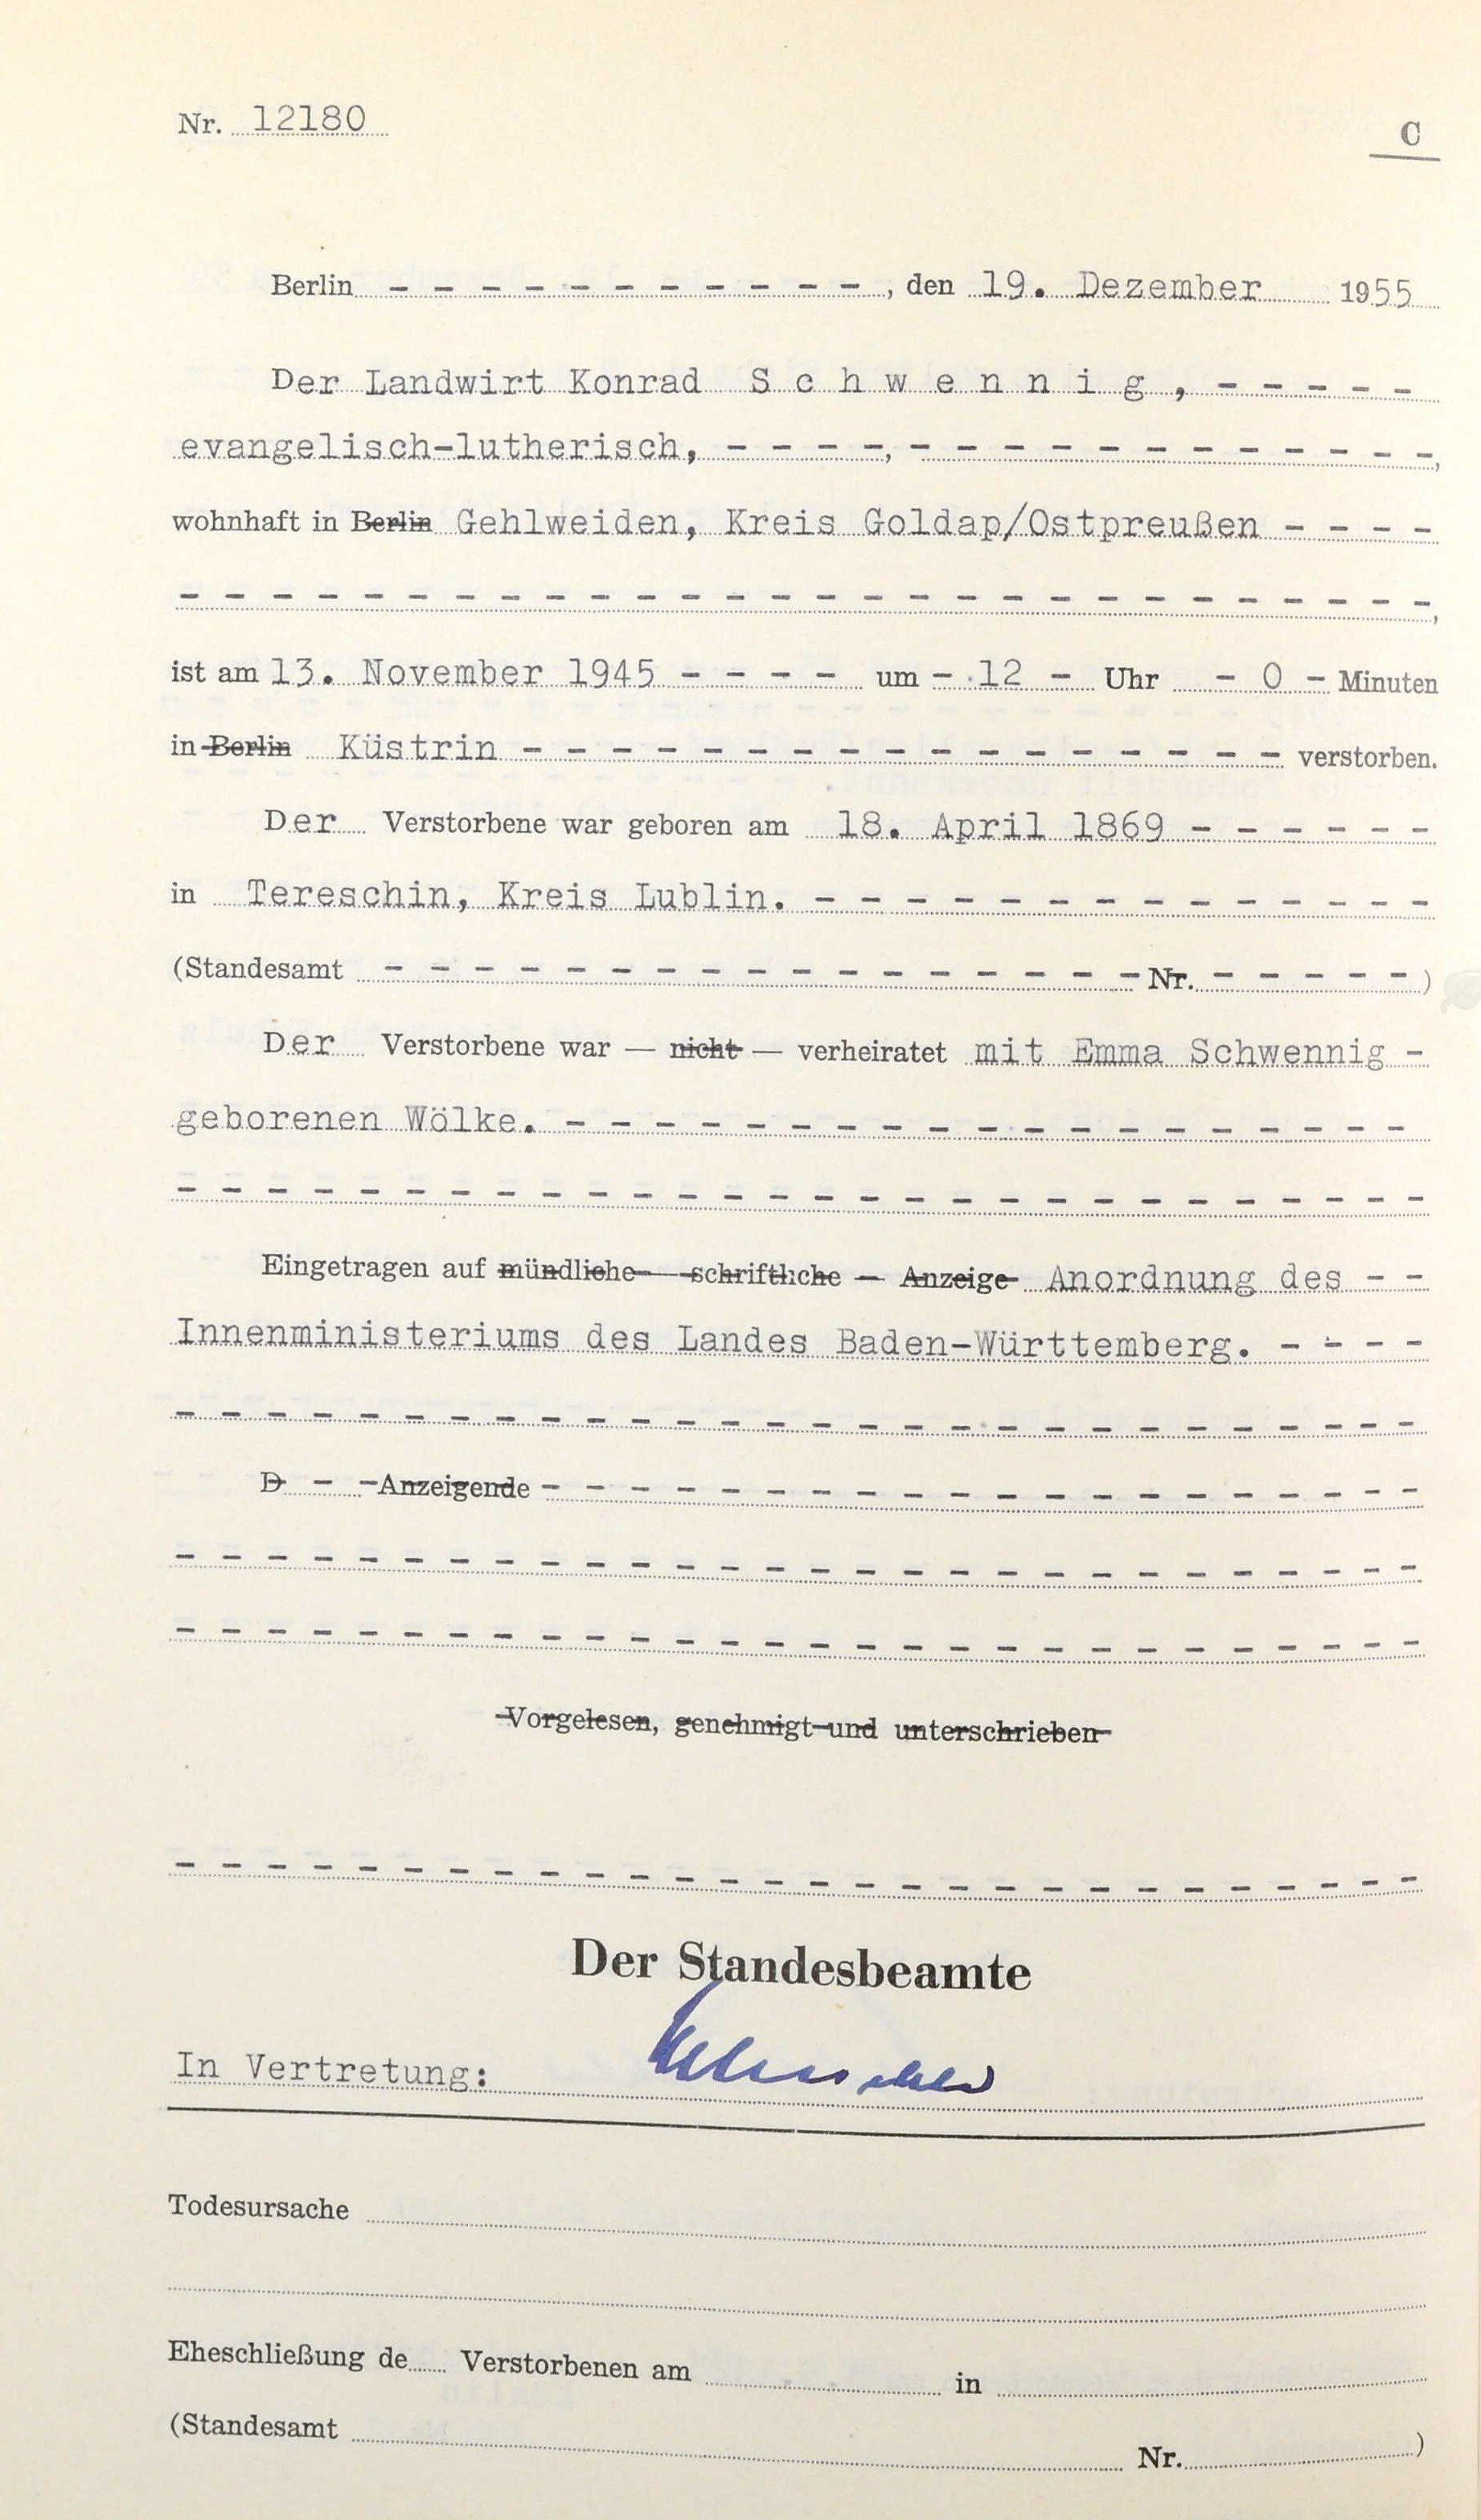 Nr. 12180
C
Berlin - - - - - - - - - - -, den 19. Dezember 1955
Der Landwirt Konrad S c h w e n n i g , - - - - -
evangelisch-lutherisch, - - - -, - - - - - - - - - - - -,
wohnhaft in Berlin Gehlweiden, Kreis Goldap/Ostpreußen - - - -
- - - - - - - - - - - - - - - - - - - - - - - - - - - -,
ist am 13. November 1945 - - - - um - 12 - Uhr - 0 - Minuten
in Berlin Küstrin - - - - - - - - - - - - - - - - - verstorben.
Der Verstorbene war geboren am 18. April 1869 - - - - - -
in Tereschin, Kreis Lublin. - - - - - - - - - - - - - -
(Standesamt - - - - - - - - - - - - - - - - - Nr. - - - - - )
Der Verstorbene war — nicht — verheiratet mit Emma Schwennig -
geborenen Wölke. - - - - - - - - - - - - - - - - - - -
- - - - - - - - - - - - - - - - - - - - - - - - - - - -
Eingetragen auf mündliche — schriftliche — Anzeige Anordnung des - -
Innenministeriums des Landes Baden-Württemberg. - - - -
- - - - - - - - - - - - - - - - - - - - - - - - - - - -
D - - Anzeigende - - - - - - - - - - - - - - - - - - - -
- - - - - - - - - - - - - - - - - - - - - - - - - - - -
- - - - - - - - - - - - - - - - - - - - - - - - - - - -
Vorgelesen, genehmigt und unterschrieben
- - - - - - - - - - - - - - - - - - - - - - - - - - - -
Der Standesbeamte
In Vertretung:
Todesursache
Eheschließung de Verstorbenen am in
(Standesamt Nr. )